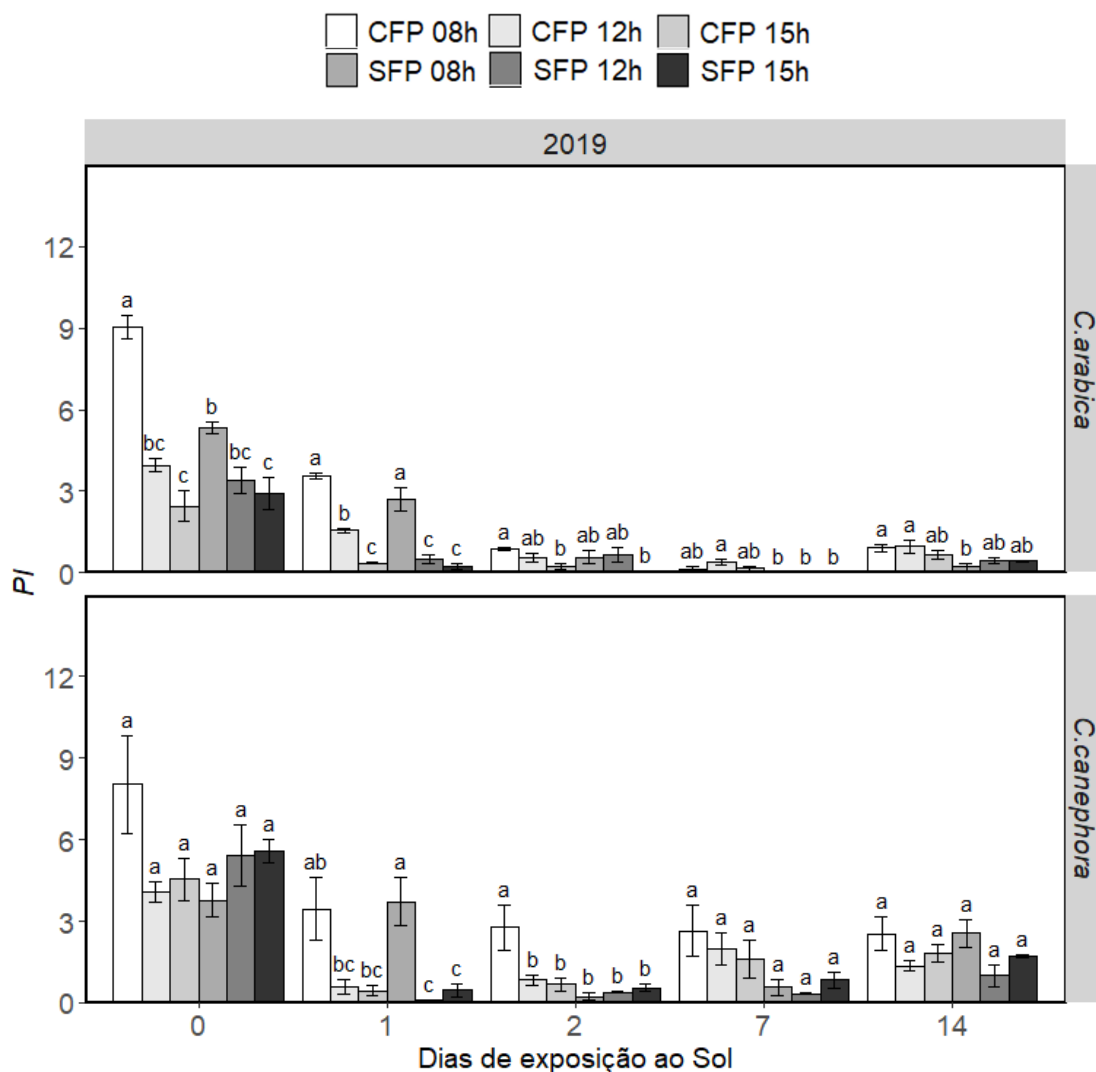 CFP 08h CFP 12h CFP 15h
SFP 08h SFP 12h SFP 15h
2019
12
9
6
3
0
a bc c b bc c
a b c a c c
a ab b ab ab b
ab a ab b b b
a a ab b ab ab
C.arabica
PI
12
9
6
3
0
a a a a a a
ab bc bc a c c
a b b b b b
a a a a a a
a a a a a a
C.canephora
0 1 2 7 14
Dias de exposição ao Sol